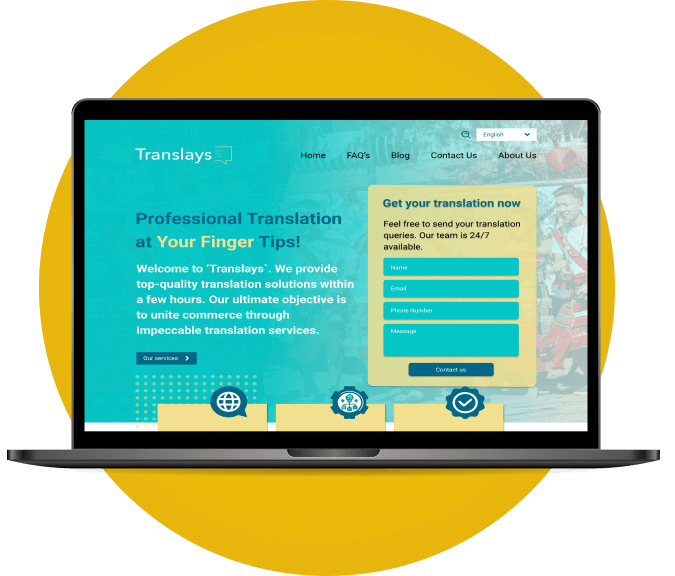 English
Translays
Home FAQ's Blog Contact Us About Us
Professional Translation
at Your Finger Tips!
Welcome to 'Translays`. We provide
top-quality translation solutions within
a few hours. Our ultimate objective is
to unite commerce through
impeccable translation services.
Our services
Get your translation now
Feel free to send your translation
queries. Our team is 24/7
available.
Name
Email
Phone Number
Message
Contact us